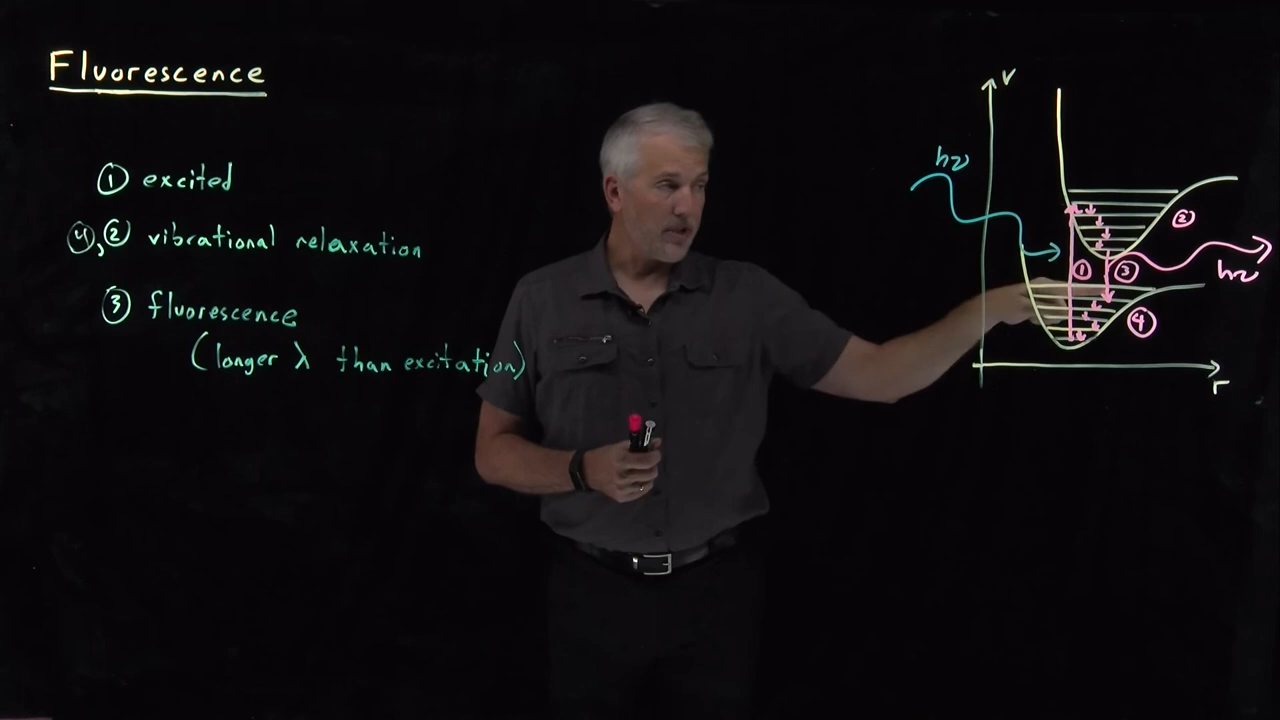 Fluorescence
① excited
④,② vibrational relaxation
③ fluorescence
(longer λ than excitation)
V
hν
②
① ③
hν
④
r